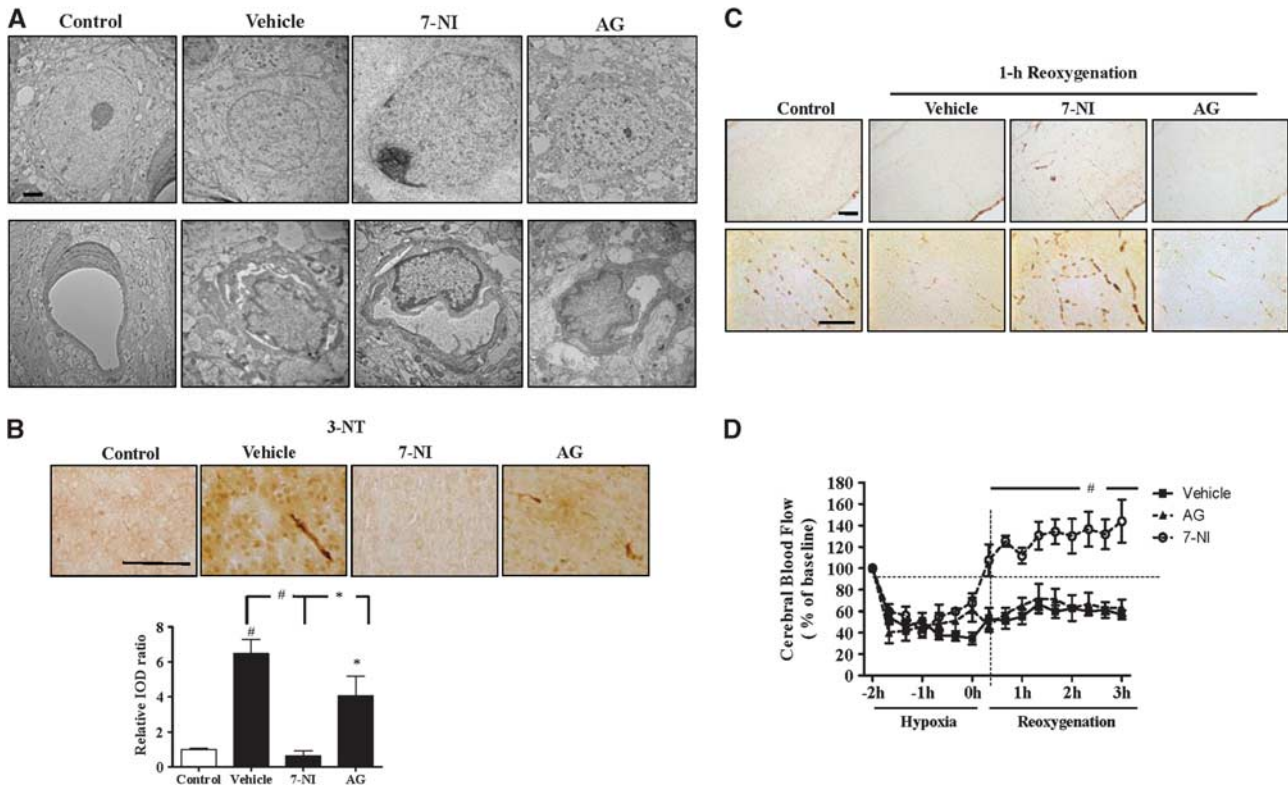 A
Control Vehicle 7-NI AG
B
3-NT
Control Vehicle 7-NI AG
# *
# *
Relative IOD ratio
8
6
4
2
0
Control Vehicle 7-NI AG
C
1-h Reoxygenation
Control Vehicle 7-NI AG
D
#
Cerebral Blood Flow
( % of baseline)
180
160
140
120
100
80
60
40
20
0
-2h -1h 0h 1h 2h 3h
Hypoxia Reoxygenation
Vehicle
AG
7-NI